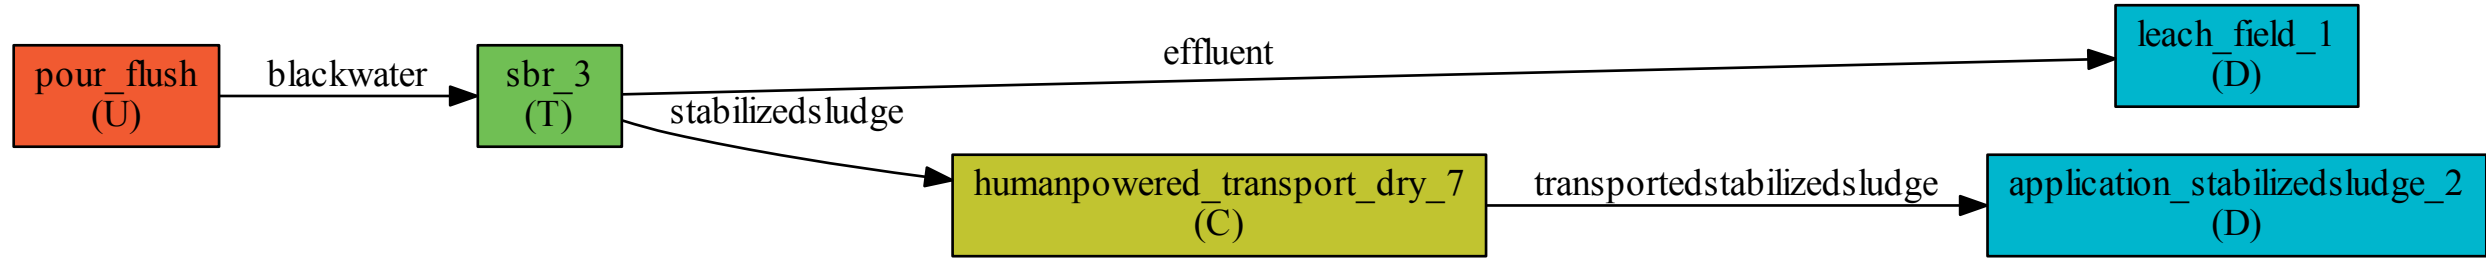 pour_flush
(U)
blackwater
sbr_3
(T)
effluent
leach_field_1
(D)
stabilizedsludge
humanpowered_transport_dry_7
(C)
transportedstabilizedsludge
application_stabilizedsludge_2
(D)